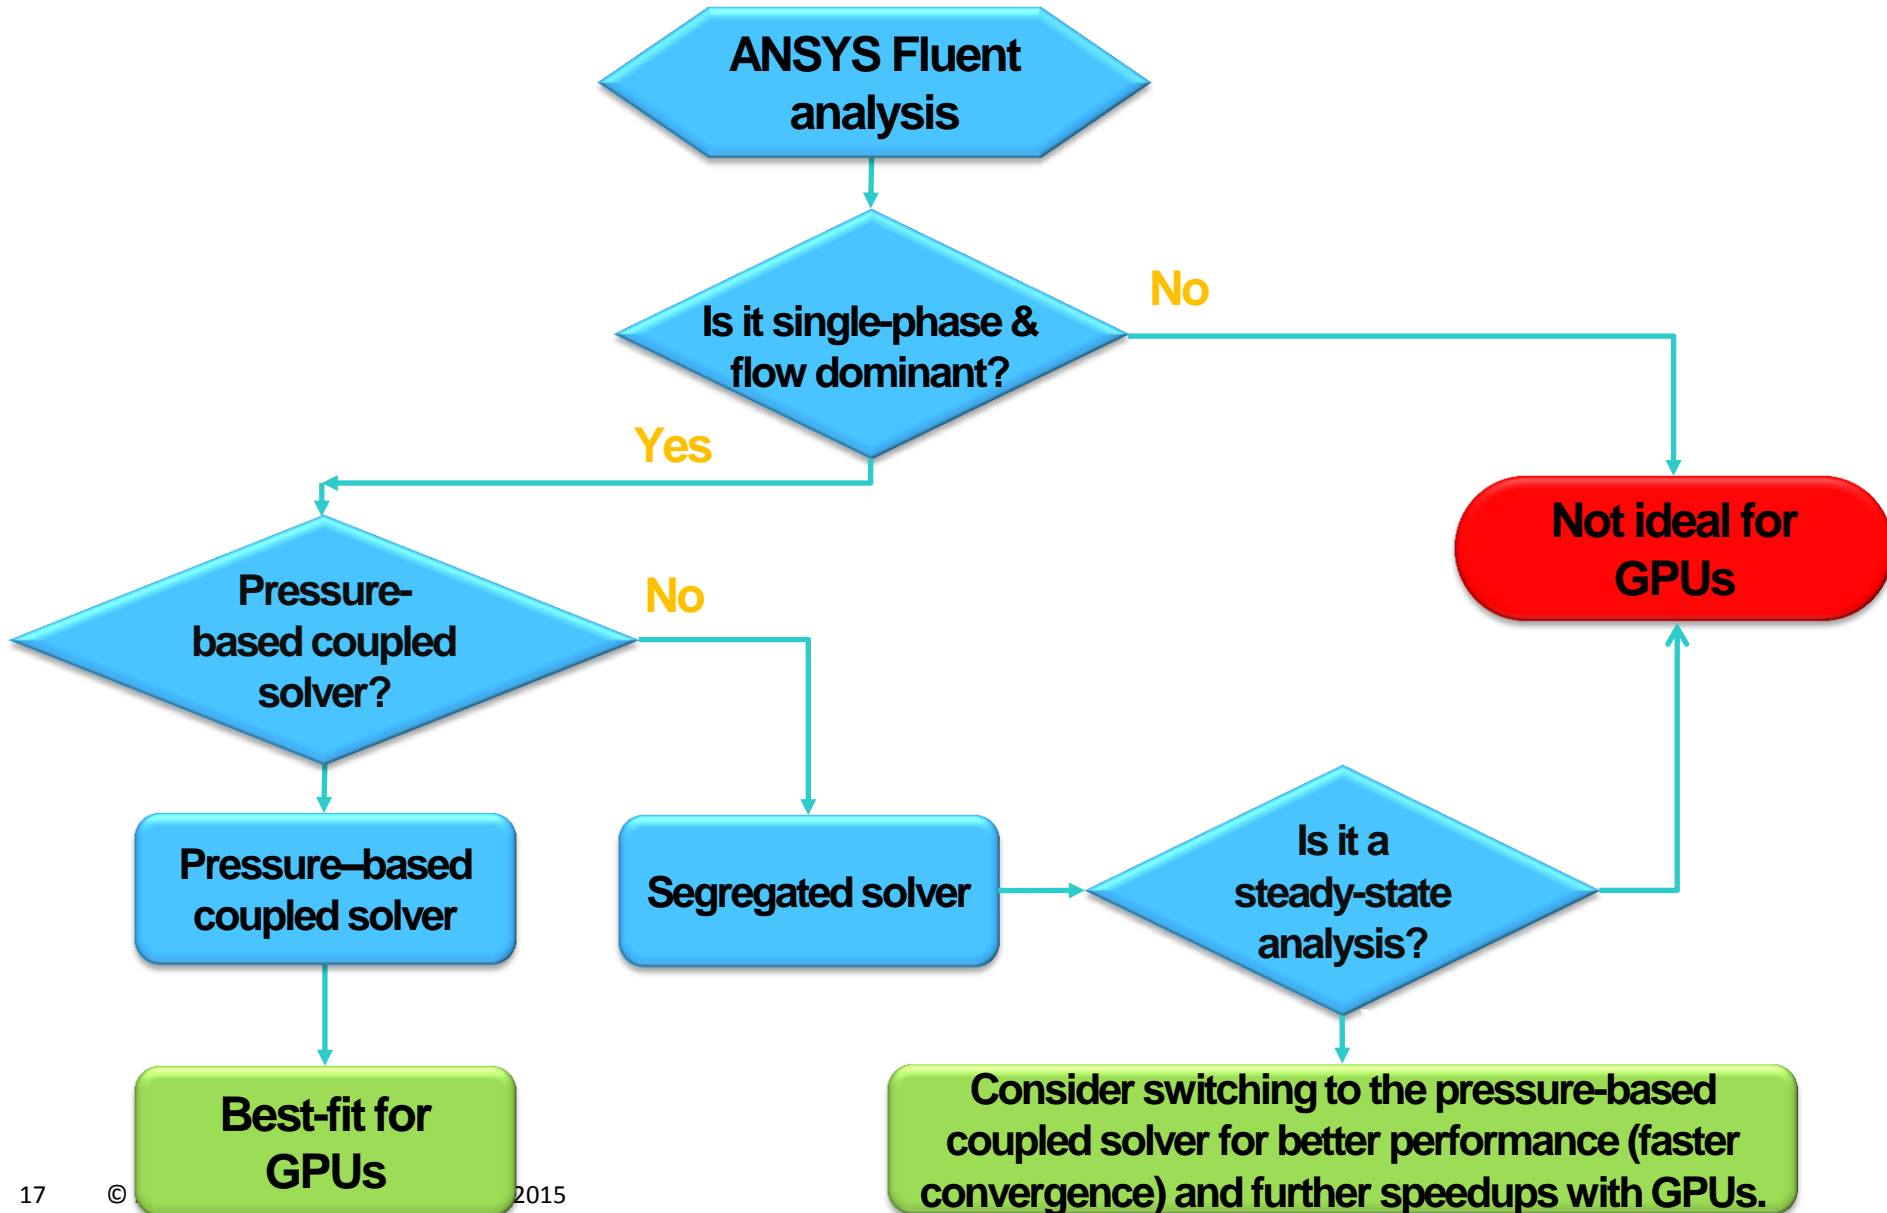 ANSYS Fluent
analysis
Is it single-phase &
flow dominant?
No
Yes
Not ideal for
GPUs
Pressure-
based coupled
solver?
No
Pressure–based
coupled solver
Segregated solver
Is it a
steady-state
analysis?
Best-fit for
GPUs
Consider switching to the pressure-based
coupled solver for better performance (faster
convergence) and further speedups with GPUs.
17 © 2015